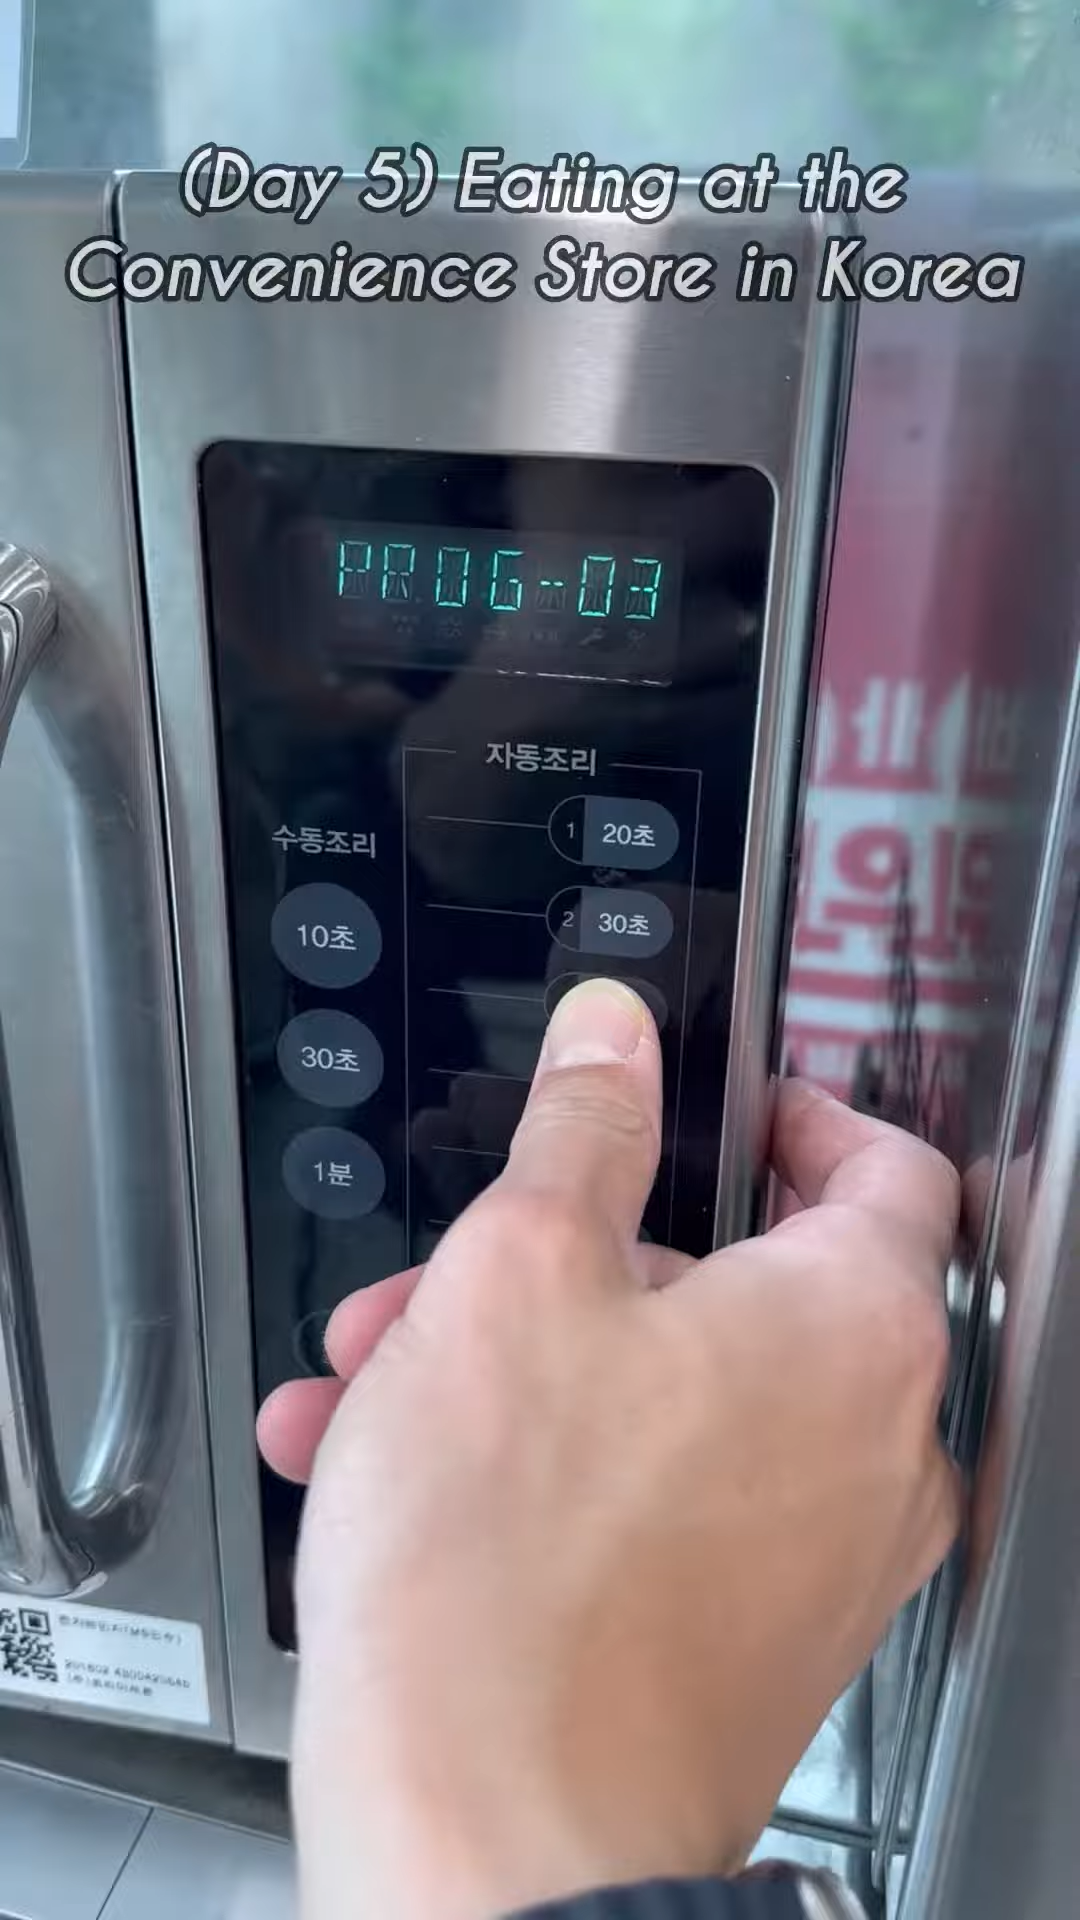 (Day 5) Eating at the
Convenience Store in Korea
PROG-03
자동조리
수동조리
1 20초
2 30초
10초
30초
1분